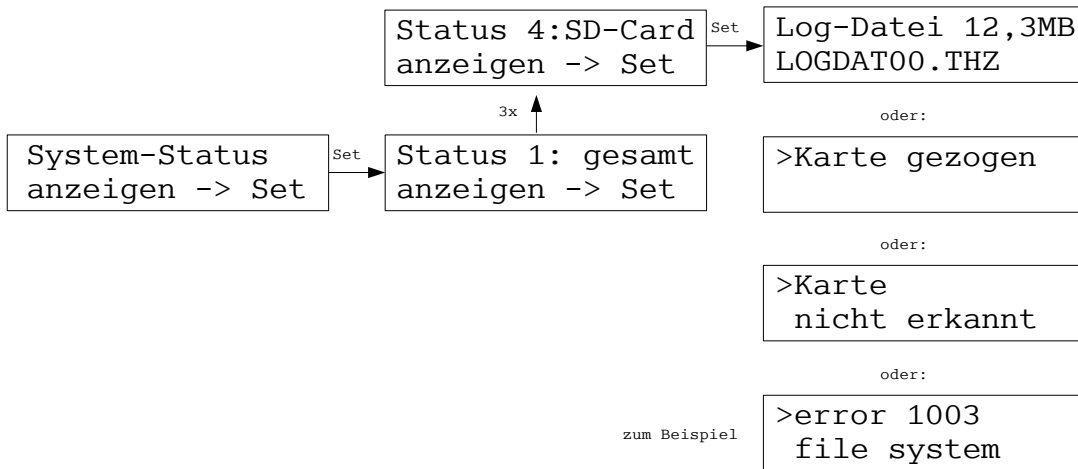 Status 4:SD-Card
anzeigen -> Set
Set
Log-Datei 12,3MB
LOGDAT00.THZ
3x
oder:
System-Status
anzeigen -> Set
Set
Status 1: gesamt
anzeigen -> Set
>Karte gezogen
oder:
>Karte
nicht erkannt
oder:
zum Beispiel
>error 1003
file system